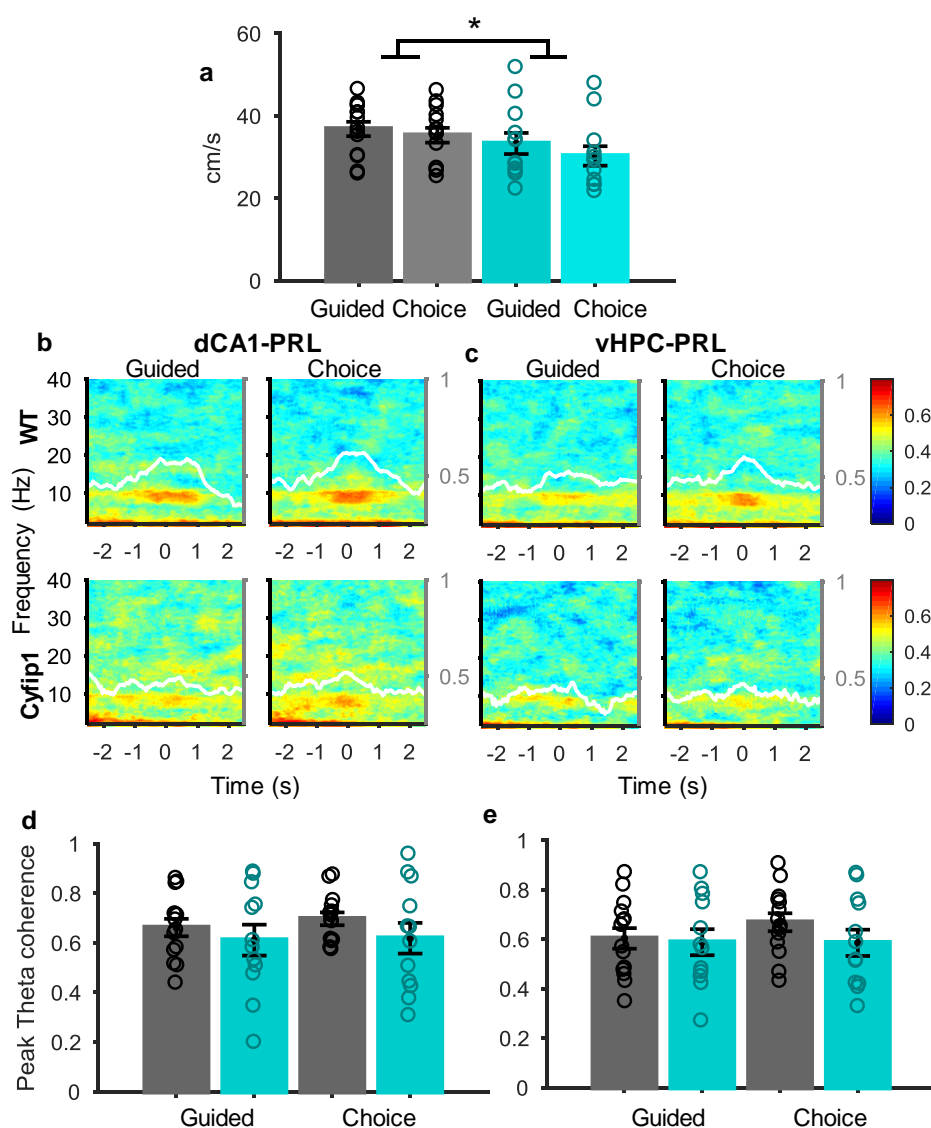 *
60
a
40
cm/s
20
0
Guided Choice Guided Choice
b dCA1-PRL c vHPC-PRL
Guided Choice Guided Choice
WT
Cyfip1 Frequency (Hz)
40 1 1
30 0.6
20 0.5 0.5 0.4
10 0.2
0
-2 -1 0 1 2 -2 -1 0 1 2 -2 -1 0 1 2 -2 -1 0 1 2
40 1 1
30 0.6
20 0.5 0.5 0.4
10 0.2
0
-2 -1 0 1 2 -2 -1 0 1 2 -2 -1 0 1 2 -2 -1 0 1 2
Time (s) Time (s)
d e
Peak Theta coherence
1 1
0.8 0.8
0.6 0.6
0.4 0.4
0.2 0.2
0 0
Guided Choice Guided Choice